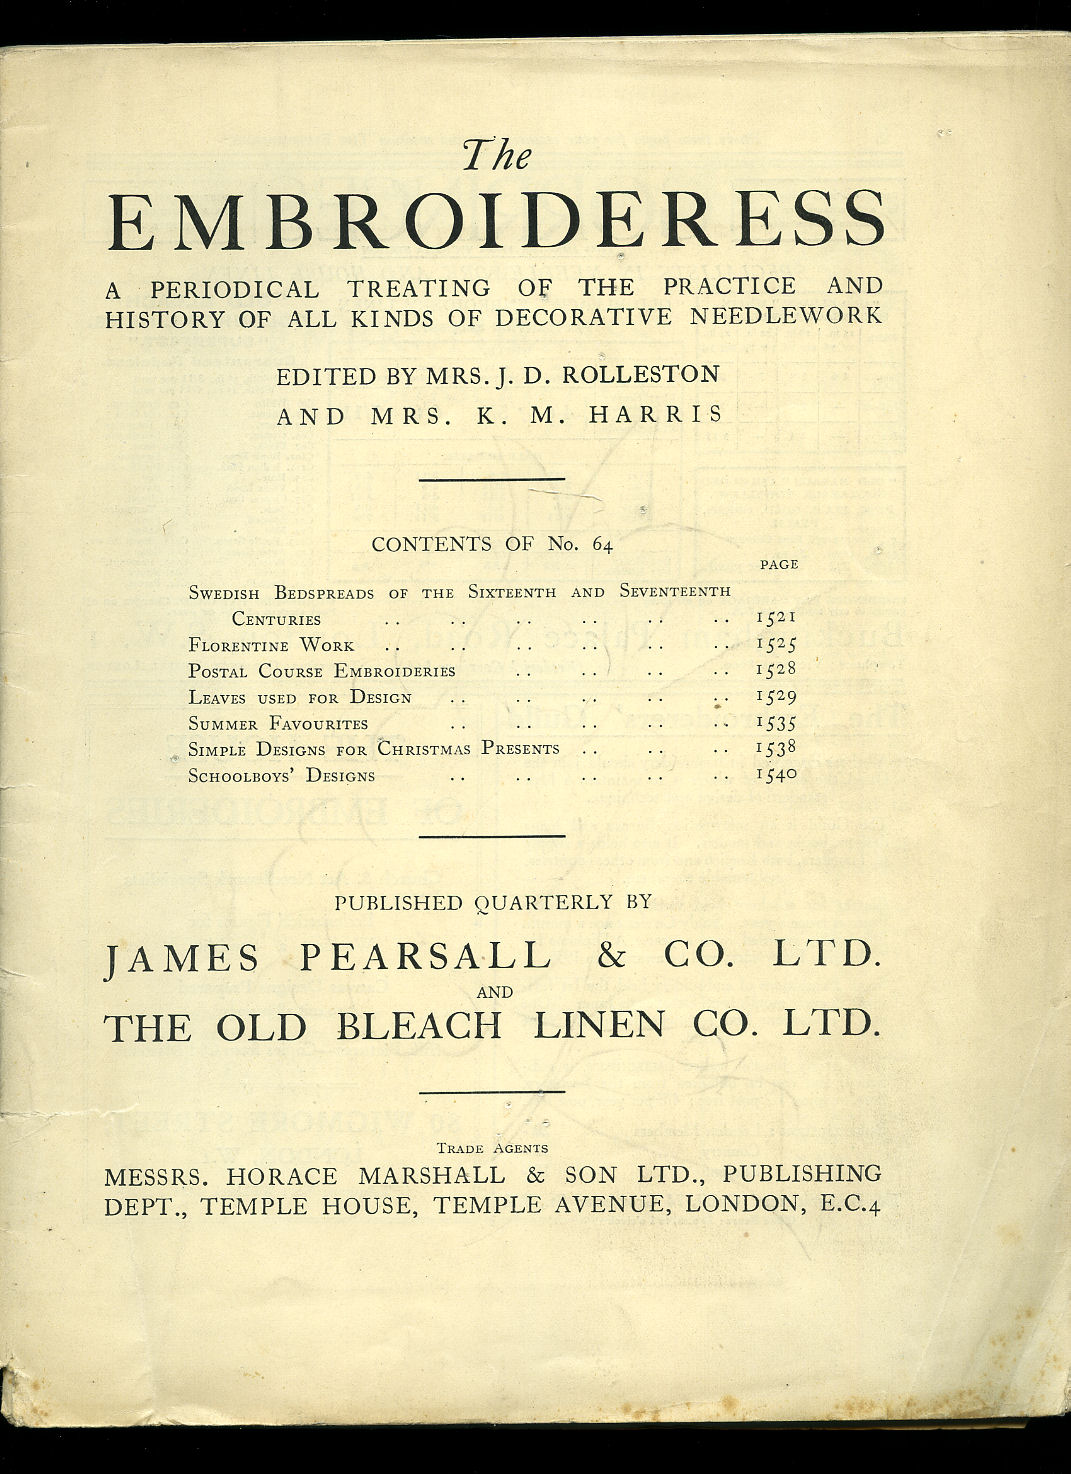 The
EMBROIDERESS
A PERIODICAL TREATING OF THE PRACTICE AND
HISTORY OF ALL KINDS OF DECORATIVE NEEDLEWORK
EDITED BY MRS. J. D. ROLLESTON
AND MRS. K. M. HARRIS
CONTENTS OF No. 64
PAGE
Swedish Bedspreads of the Sixteenth and Seventeenth
Centuries .. .. .. .. .. .. 1521
Florentine Work .. .. .. .. .. .. 1525
Postal Course Embroideries .. .. .. .. 1528
Leaves used for Design .. .. .. .. .. 1529
Summer Favourites .. .. .. .. .. 1535
Simple Designs for Christmas Presents .. .. .. 1538
Schoolboys' Designs .. .. .. .. .. 1540
PUBLISHED QUARTERLY BY
JAMES PEARSALL & CO. LTD.
AND
THE OLD BLEACH LINEN CO. LTD.
Trade Agents
MESSRS. HORACE MARSHALL & SON LTD., PUBLISHING
DEPT., TEMPLE HOUSE, TEMPLE AVENUE, LONDON, E.C.4